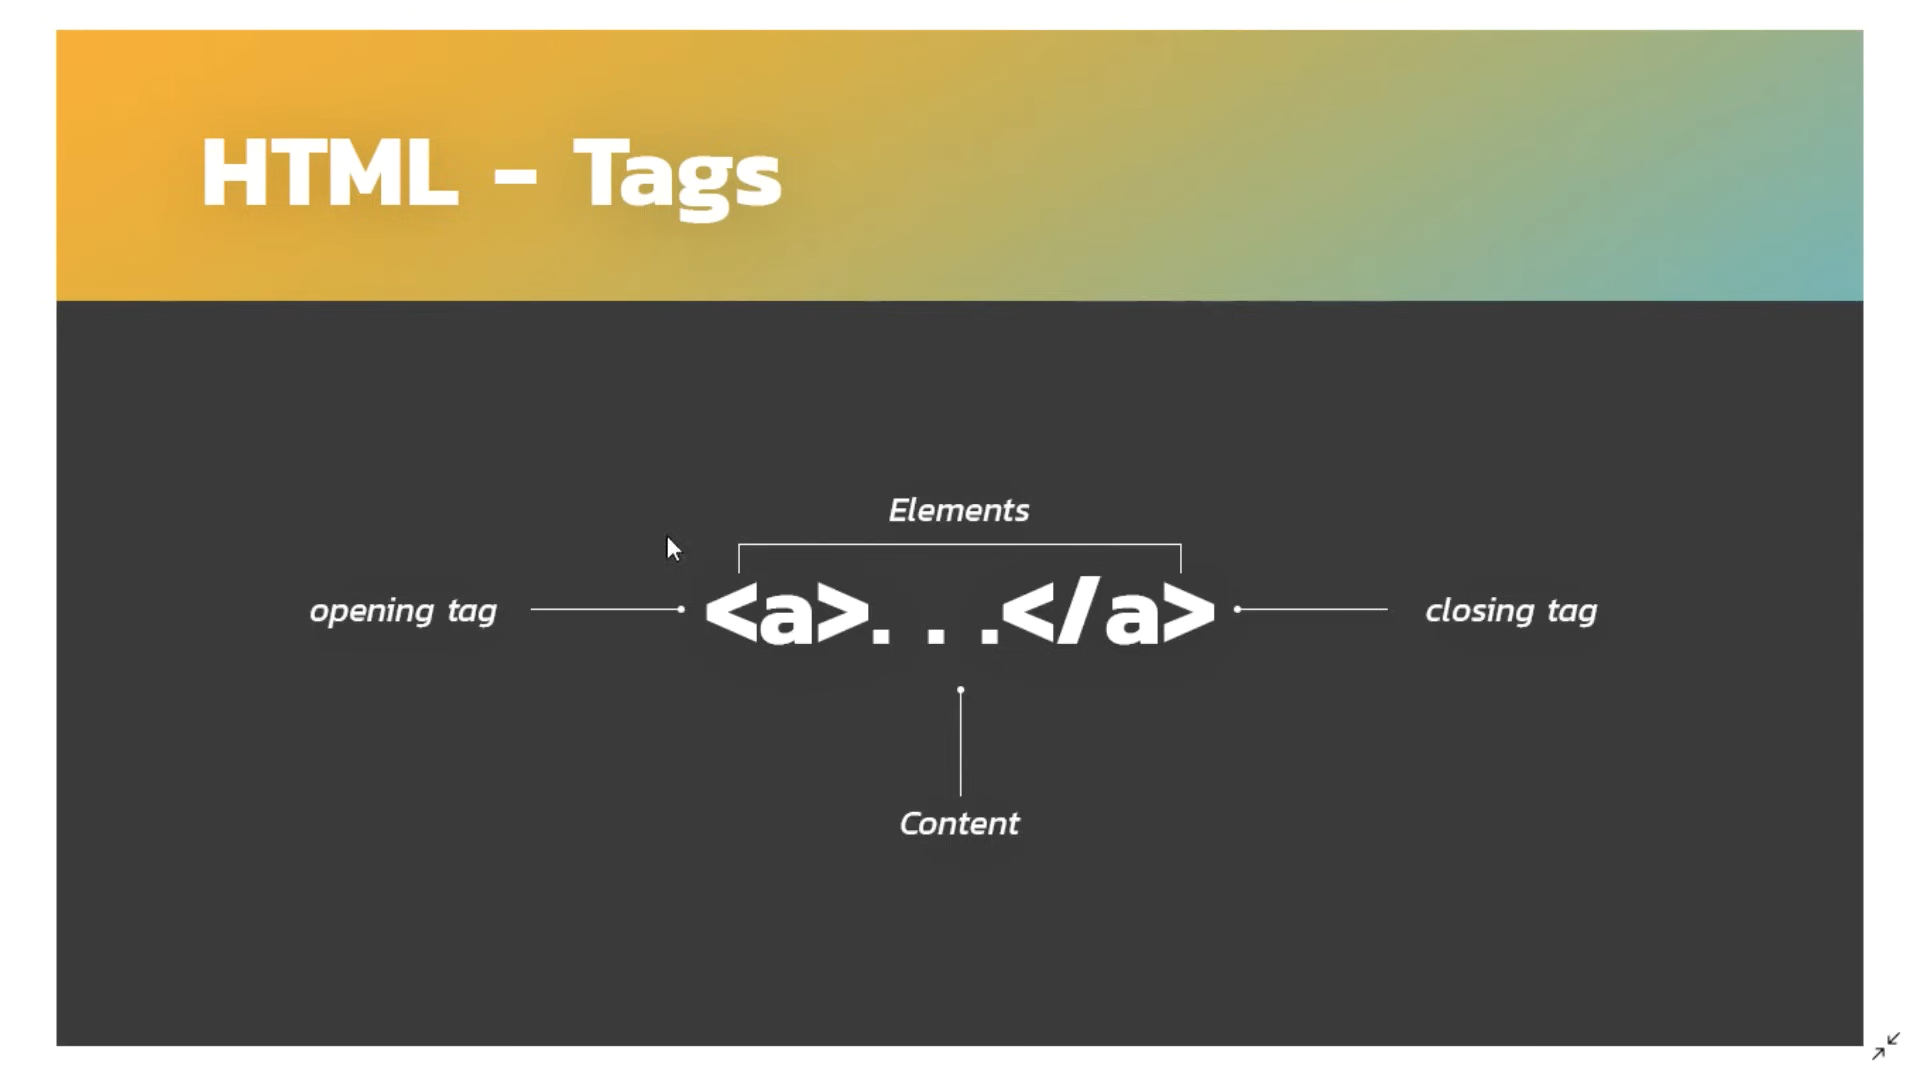 HTML - Tags
Elements
opening tag
<a>. . .</a>
closing tag
Content